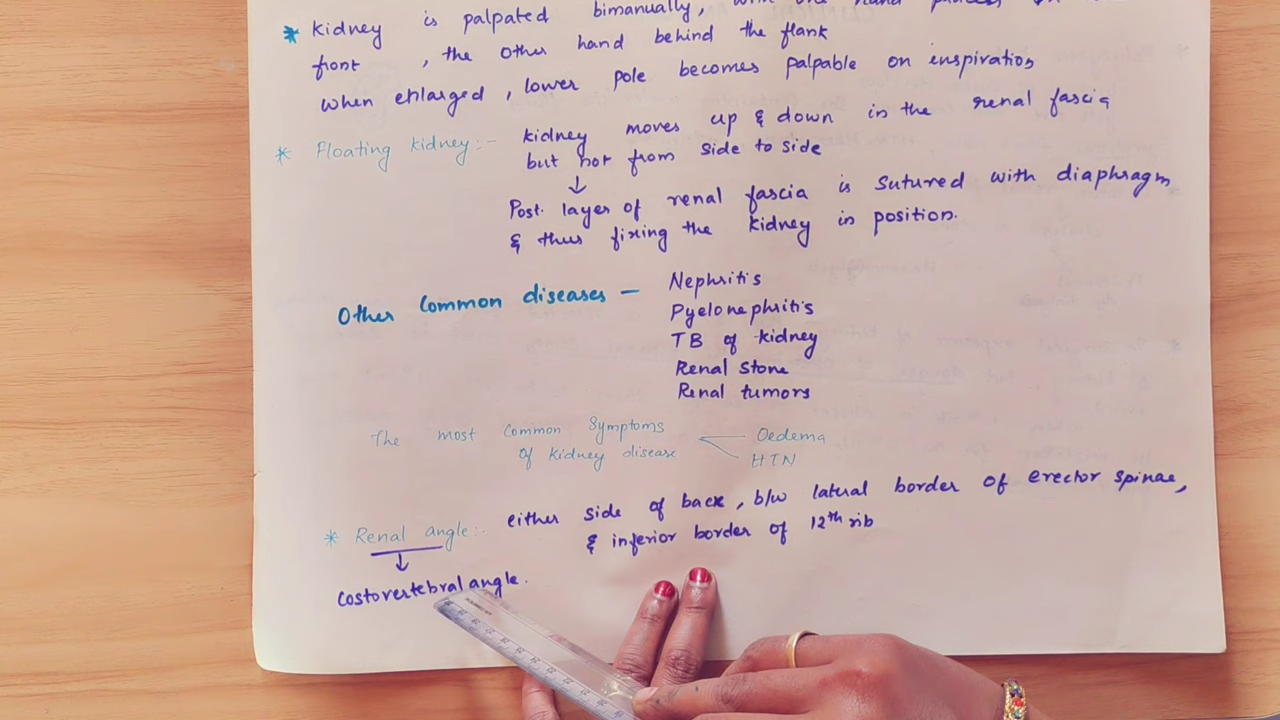 * kidney is palpated bimanually, with one hand
front , the other hand behind the flank
when enlarged, lower pole becomes palpable on inspiration
* Floating kidney:- kidney moves up & down in the renal fascia
but not from side to side
↓
Post. layer of renal fascia is sutured with diaphragm
& thus fixing the kidney in position.
Other common diseases – Nephritis
Pyelonephritis
TB of kidney
Renal stone
Renal tumors
The most common symptoms
of kidney disease
Oedema
HTN
* Renal angle:- either side of back, b/w lateral border of erector spinae,
& inferior border of 12th rib
↓
costovertebral angle.